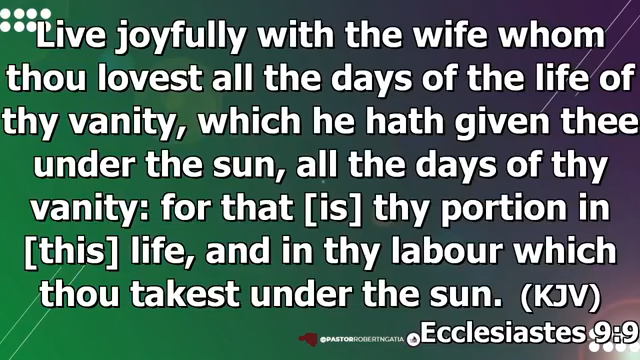 Live joyfully with the wife whom
thou lovest all the days of the life of
thy vanity, which he hath given thee
under the sun, all the days of thy
vanity: for that [is] thy portion in
[this] life, and in thy labour which
thou takest under the sun. (KJV)
@PASTORROBERTNGATIA
Ecclesiastes 9:9